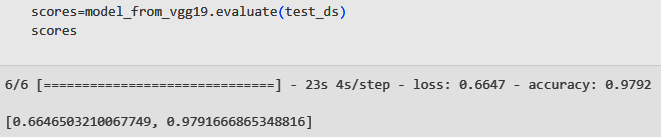 scores=model_from_vgg19.evaluate(test_ds)
scores
6/6 [==============================] - 23s 4s/step - loss: 0.6647 - accuracy: 0.9792
[0.6646503210067749, 0.9791666865348816]